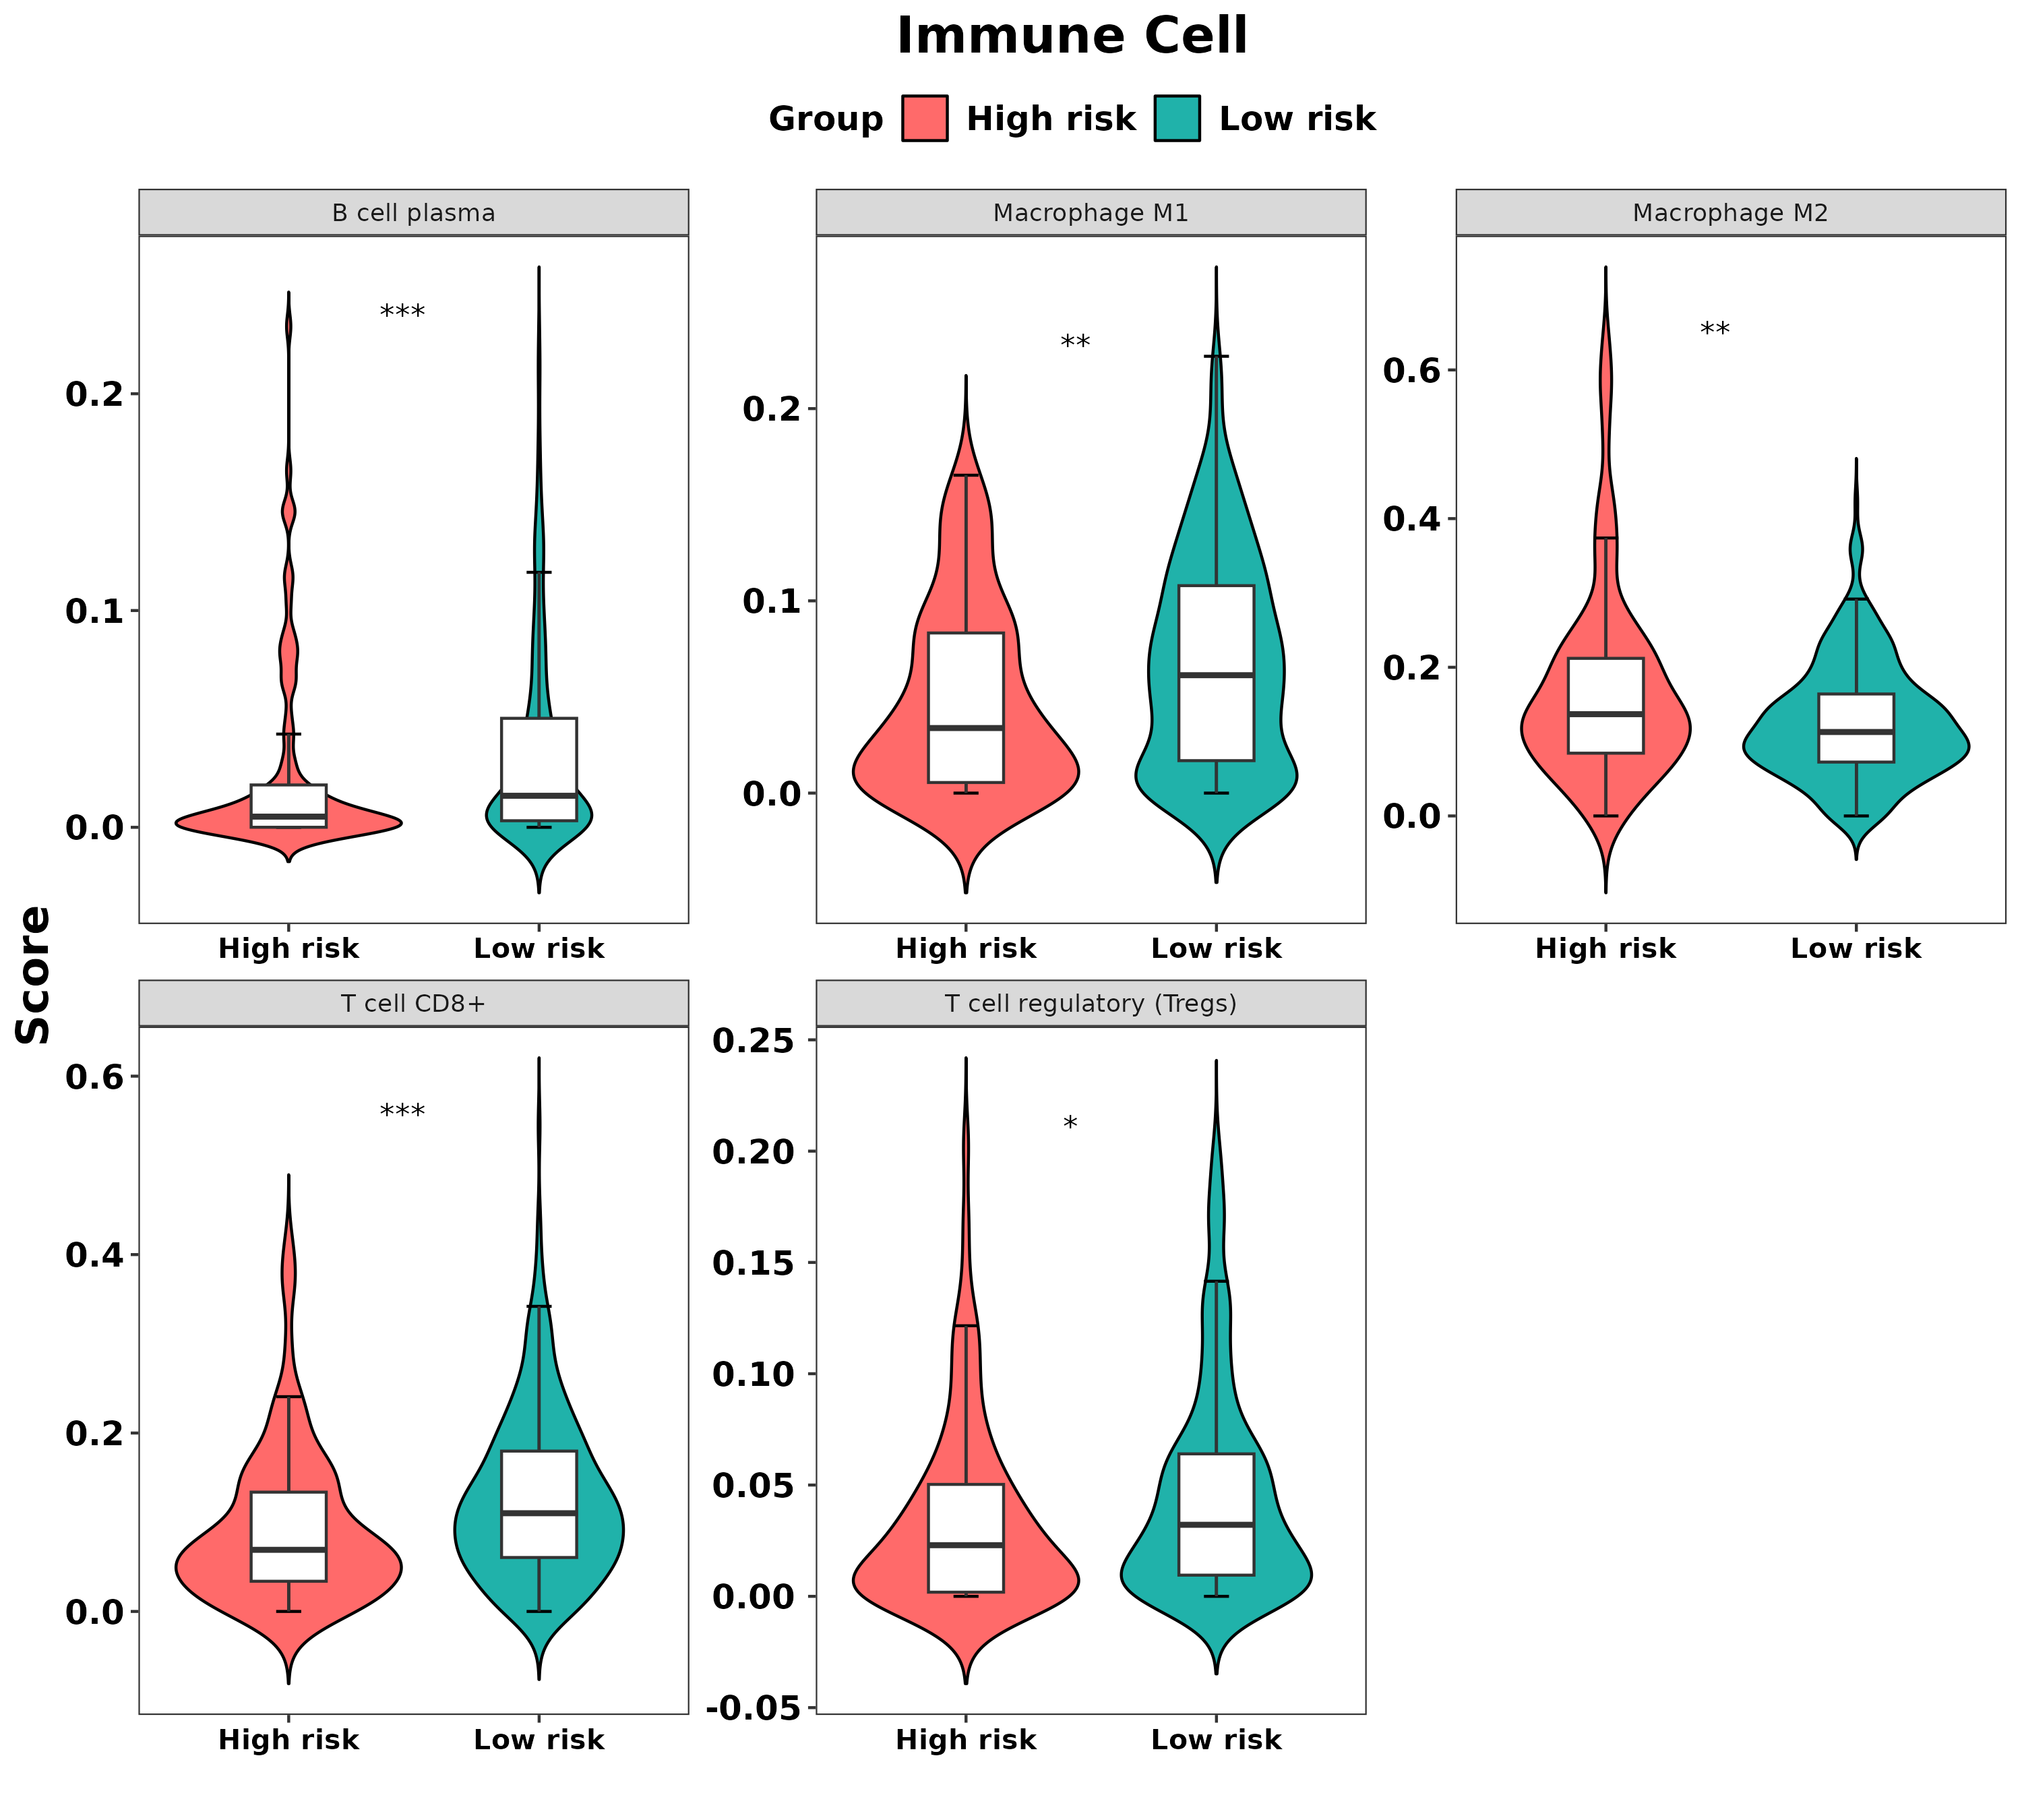 Immune Cell
Group High risk Low risk
B cell plasma
***
0.2
0.1
0.0
High risk Low risk
Macrophage M1
**
0.2
0.1
0.0
High risk Low risk
Macrophage M2
**
0.6
0.4
0.2
0.0
High risk Low risk
Score
T cell CD8+
***
0.6
0.4
0.2
0.0
High risk Low risk
T cell regulatory (Tregs)
*
0.25
0.20
0.15
0.10
0.05
0.00
-0.05
High risk Low risk